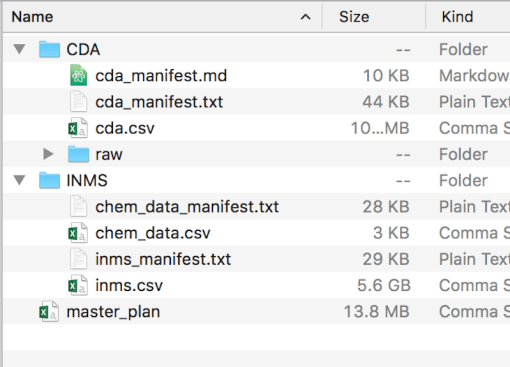 Name Size Kind
CDA -- Folder
cda_manifest.md 10 KB Markdow
cda_manifest.txt 44 KB Plain Text
cda.csv 10...MB Comma S
raw -- Folder
INMS -- Folder
chem_data_manifest.txt 28 KB Plain Text
chem_data.csv 3 KB Comma S
inms_manifest.txt 29 KB Plain Text
inms.csv 5.6 GB Comma S
master_plan 13.8 MB Comma S